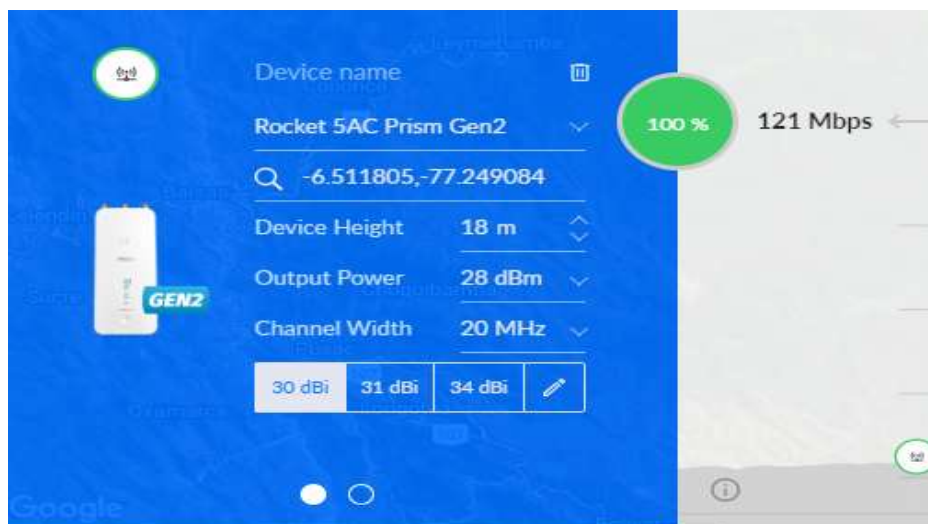 Device name
Rocket 5AC Prism Gen2
100 %
121 Mbps
-6.511805,-77.249084
Device Height 18 m
Output Power 28 dBm
GEN2
Channel Width 20 MHz
30 dBi 31 dBi 34 dBi
Google